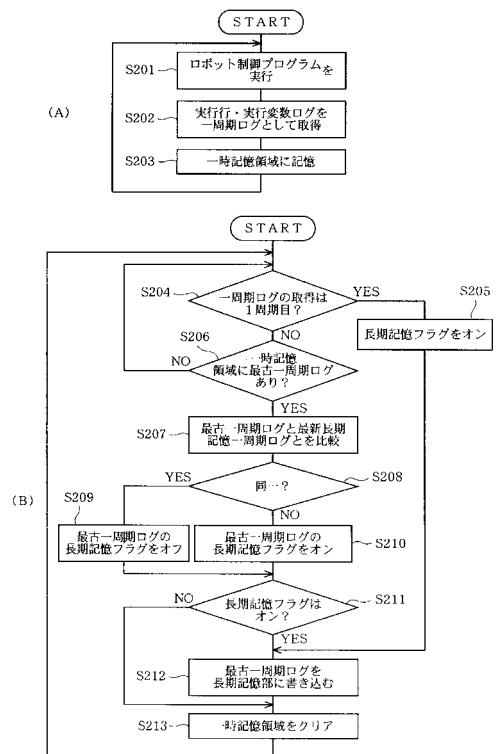 START
S201
ロボット制御プログラムを
実行
(A)
S202
実行行・実行変数ログを
一周期ログとして取得
S203
一時記憶領域に記憶
START
S204
一周期ログの取得は
1周期目?
YES
S205
長期記憶フラグをオン
NO
S206
一時記憶
領域に最古一周期ログ
あり?
NO
YES
S207
最古一周期ログと最新長期
記憶一周期ログとを比較
S208
同一?
YES
NO
(B)
S209
最古一周期ログの
長期記憶フラグをオフ
最古一周期ログの
長期記憶フラグをオン
S210
NO
長期記憶フラグは
オン?
S211
YES
S212
最古一周期ログを
長期記憶部に書き込む
S213
一時記憶領域をクリア